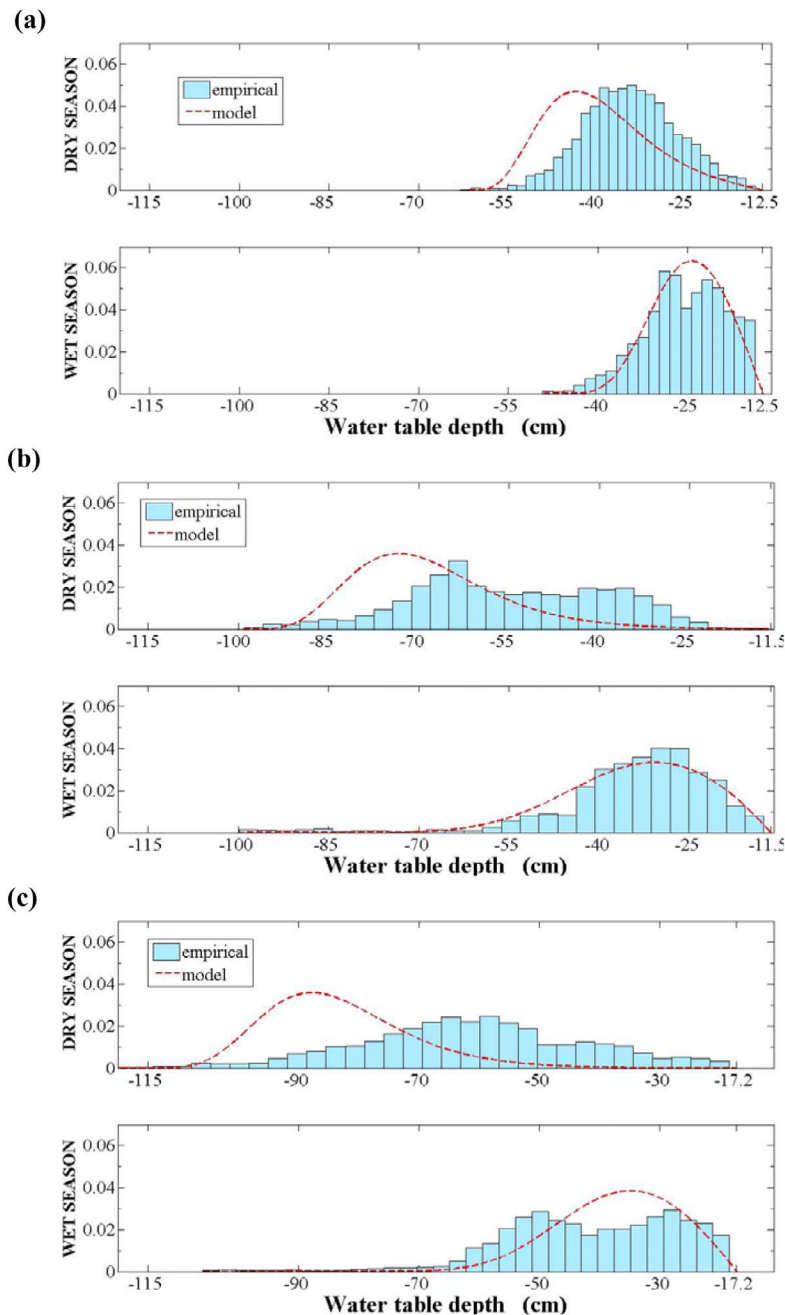 (a)
DRY SEASON
0.06
0.04
0.02
0
empirical
model
-115 -100 -85 -70 -55 -40 -25 -12.5
WET SEASON
0.06
0.04
0.02
0
-115 -100 -85 -70 -55 -40 -25 -12.5
Water table depth (cm)
(b)
DRY SEASON
0.06
0.04
0.02
0
empirical
model
-115 -100 -85 -70 -55 -40 -25 -11.5
WET SEASON
0.06
0.04
0.02
0
-115 -100 -85 -70 -55 -40 -25 -11.5
Water table depth (cm)
(c)
DRY SEASON
0.06
0.04
0.02
0
empirical
model
-115 -90 -70 -50 -30 -17.2
WET SEASON
0.06
0.04
0.02
0
-115 -90 -70 -50 -30 -17.2
Water table depth (cm)